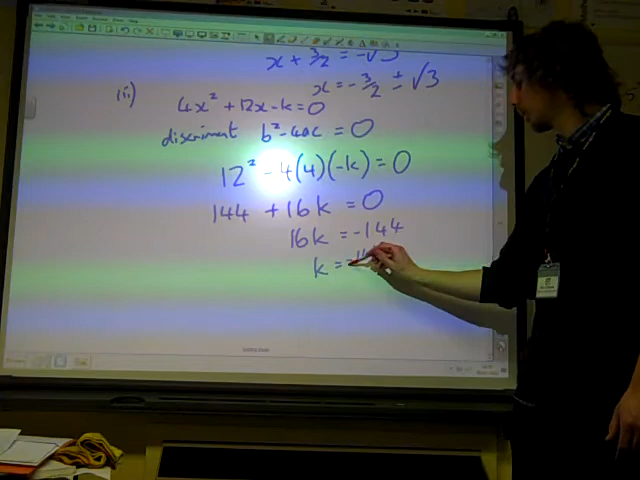 x + 3/2 = -√3
x = -3/2 ± √3
(ii)
4x² + 12x - k = 0
discriment b² - 4ac = 0
12² - 4(4)(-k) = 0
144 + 16k = 0
16k = -144
k =